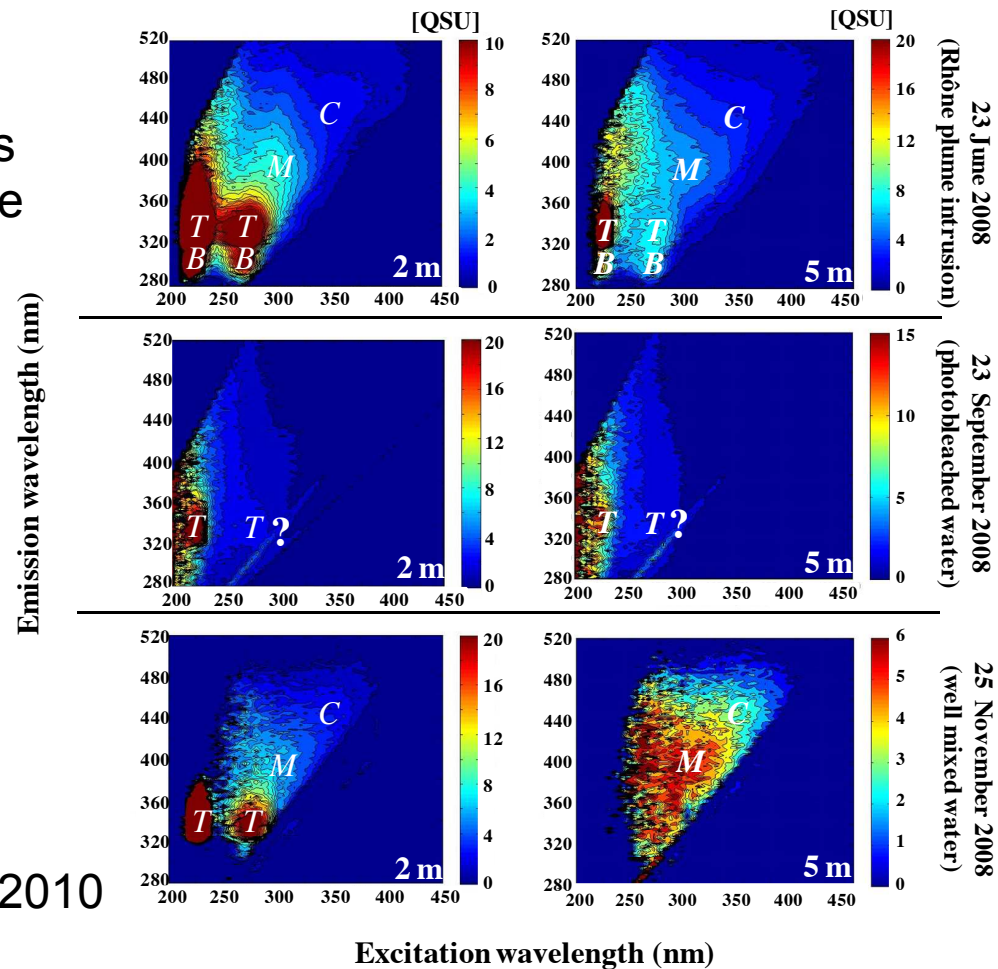 s
e
2010
Emission wavelength (nm)
Excitation wavelength (nm)
[QSU]
520
480
440
400
360
320
280
200 250 300 350 400 450
10
8
6
4
2
0
C
M
T T
B B
2 m
[QSU]
520
480
440
400
360
320
280
200 250 300 350 400 450
20
16
12
8
4
0
C
M
T T
B B
5 m
23 June 2008
(Rhône plume intrusion)
520
480
440
400
360
320
280
200 250 300 350 400 450
20
16
12
8
4
0
T T ?
2 m
520
480
440
400
360
320
280
200 250 300 350 400 450
15
10
5
0
T T ?
5 m
23 September 2008
(photobleached water)
520
480
440
400
360
320
280
200 250 300 350 400 450
20
16
12
8
4
0
C
M
T T
2 m
520
480
440
400
360
320
280
200 250 300 350 400 450
6
5
4
3
2
1
0
C
M
5 m
25 November 2008
(well mixed water)